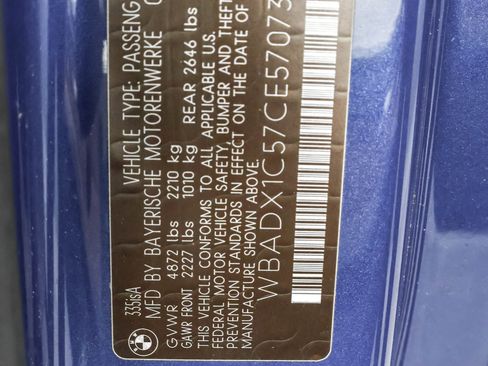 335isA
VEHICLE TYPE: PASSENG
MFD BY BAYERISCHE MOTORENWERKE
GVWR 4872 lbs 2210 kg
GAWR FRONT 2227 lbs 1010 kg REAR 2646 lbs
THIS VEHICLE CONFORMS TO ALL APPLICABLE U.S.
FEDERAL MOTOR VEHICLE SAFETY, BUMPER AND THEFT
PREVENTION STANDARDS IN EFFECT ON THE DATE OF
MANUFACTURE SHOWN ABOVE.
WBADX1C57CE57073